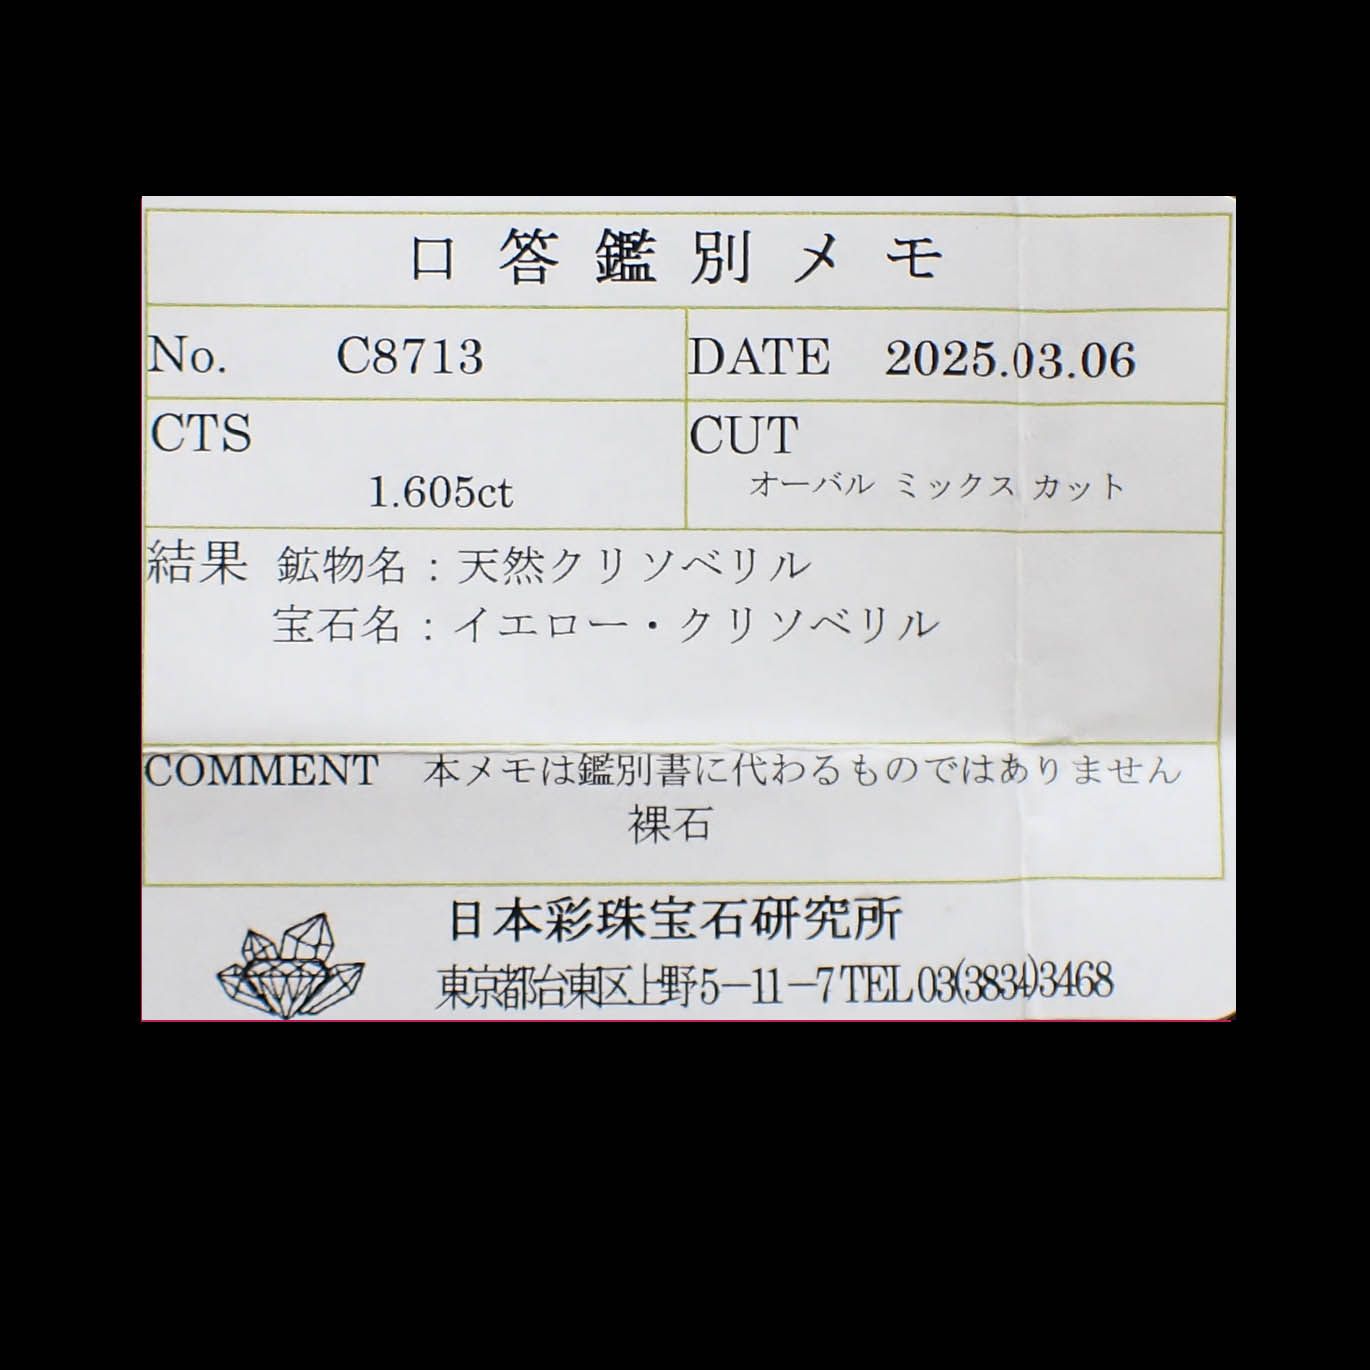 口答鑑別メモ
No. C8713 DATE 2025.03.06
CTS CUT
1.605ct オーバル ミックス カット
結果 鉱物名：天然クリソベリル
宝石名：イエロー・クリソベリル
COMMENT 本メモは鑑別書に代わるものではありません
裸石
日本彩珠宝石研究所
東京都台東区上野5－11－7 TEL 03(3834)3468